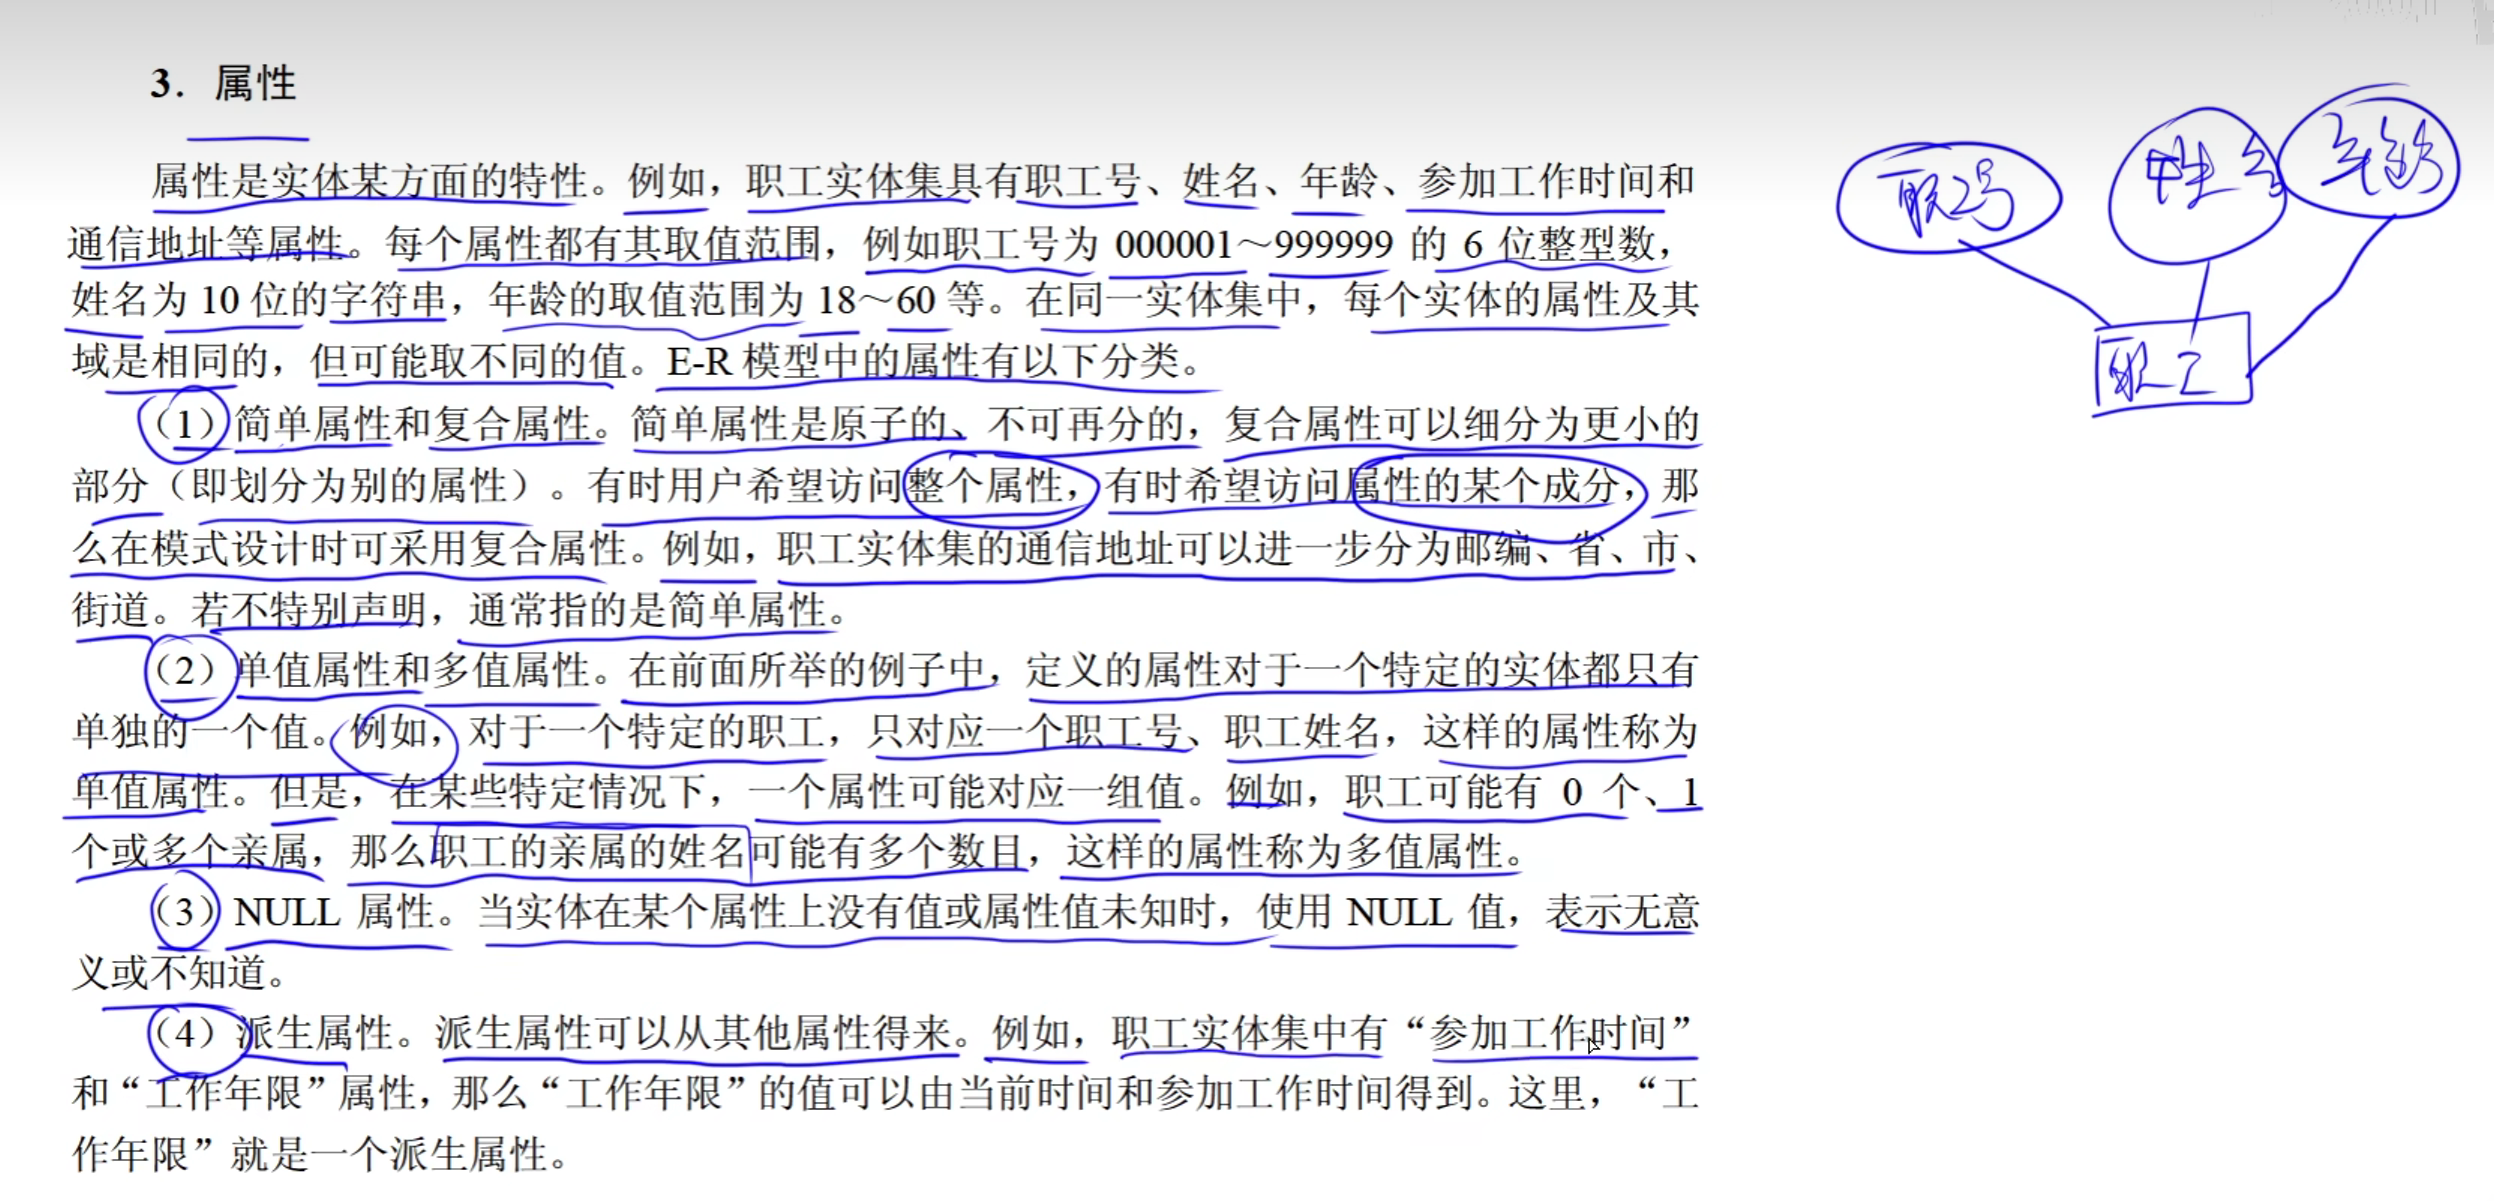 3. 属性
属性是实体某方面的特性。例如，职工实体集具有职工号、姓名、年龄、参加工作时间和
通信地址等属性。每个属性都有其取值范围，例如职工号为 000001～999999 的 6 位整型数，
姓名为 10 位的字符串，年龄的取值范围为 18～60 等。在同一实体集中，每个实体的属性及其
域是相同的，但可能取不同的值。E-R 模型中的属性有以下分类。
（1）简单属性和复合属性。简单属性是原子的、不可再分的，复合属性可以细分为更小的
部分（即划分为别的属性）。有时用户希望访问整个属性，有时希望访问属性的某个成分，那
么在模式设计时可采用复合属性。例如，职工实体集的通信地址可以进一步分为邮编、省、市、
街道。若不特别声明，通常指的是简单属性。
（2）单值属性和多值属性。在前面所举的例子中，定义的属性对于一个特定的实体都只有
单独的一个值。例如，对于一个特定的职工，只对应一个职工号、职工姓名，这样的属性称为
单值属性。但是，在某些特定情况下，一个属性可能对应一组值。例如，职工可能有 0 个、1
个或多个亲属，那么职工的亲属的姓名可能有多个数目，这样的属性称为多值属性。
（3）NULL 属性。当实体在某个属性上没有值或属性值未知时，使用 NULL 值，表示无意
义或不知道。
（4）派生属性。派生属性可以从其他属性得来。例如，职工实体集中有“参加工作时间”
和“工作年限”属性，那么“工作年限”的值可以由当前时间和参加工作时间得到。这里，“工
作年限”就是一个派生属性。
职工号
姓名
年龄
职工